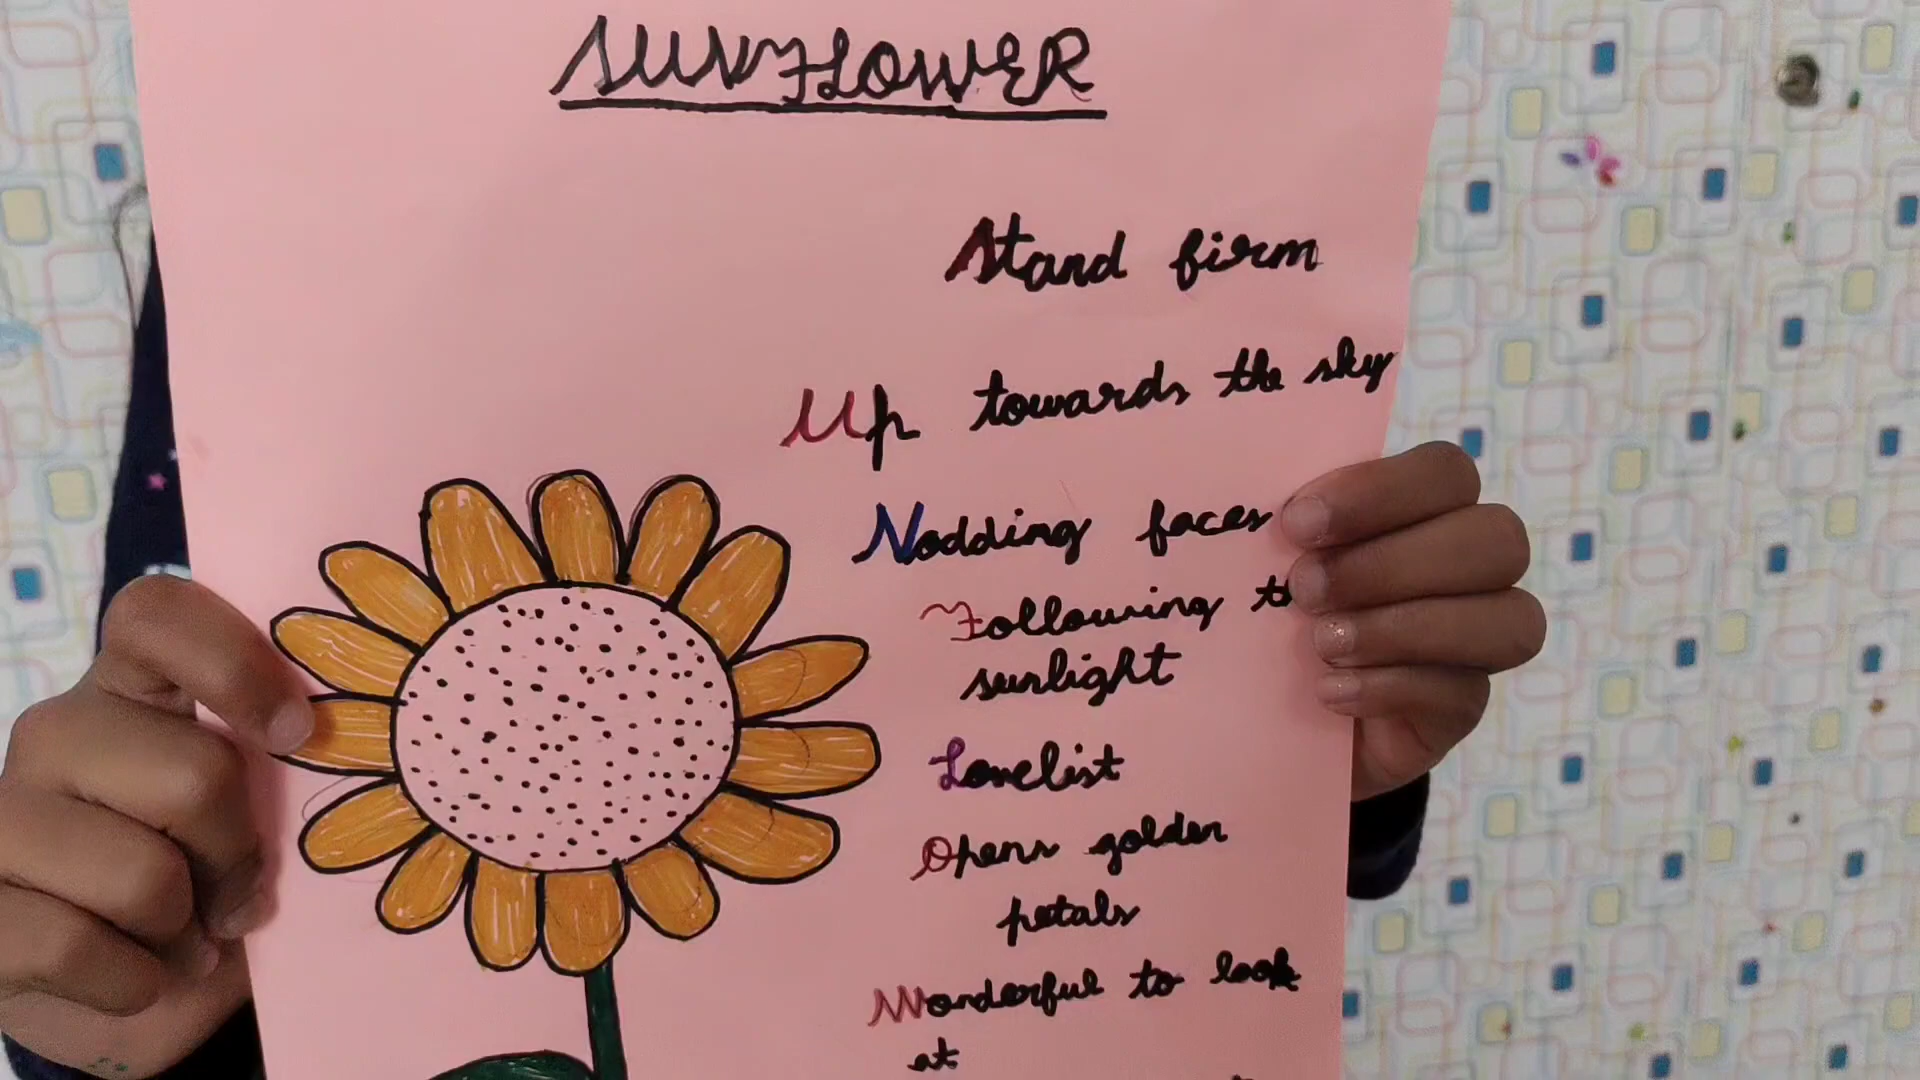 SUNFLOWER
Stand firm
Up towards the sky
Nodding faces
Following
sunlight
Lovelist
Opens golden
petals
Wonderful to look
at